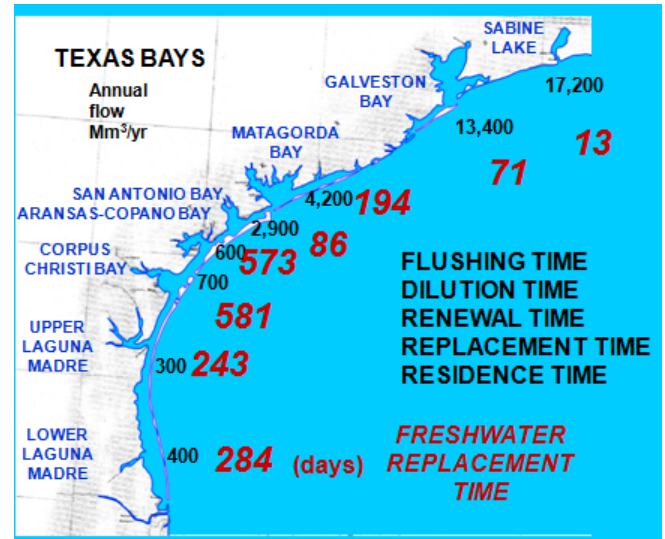 SABINE
LAKE
TEXAS BAYS
Annual
flow
Mm³/yr
GALVESTON
BAY
17,200
13,400
13
MATAGORDA
BAY
71
4,200
194
SAN ANTONIO BAY
ARANSAS-COPANO BAY
2,900
86
600
573
CORPUS
CHRISTI BAY
700
581
FLUSHING TIME
DILUTION TIME
RENEWAL TIME
REPLACEMENT TIME
RESIDENCE TIME
UPPER
LAGUNA
MADRE
300
243
LOWER
LAGUNA
MADRE
400
284 (days)
FRESHWATER
REPLACEMENT
TIME